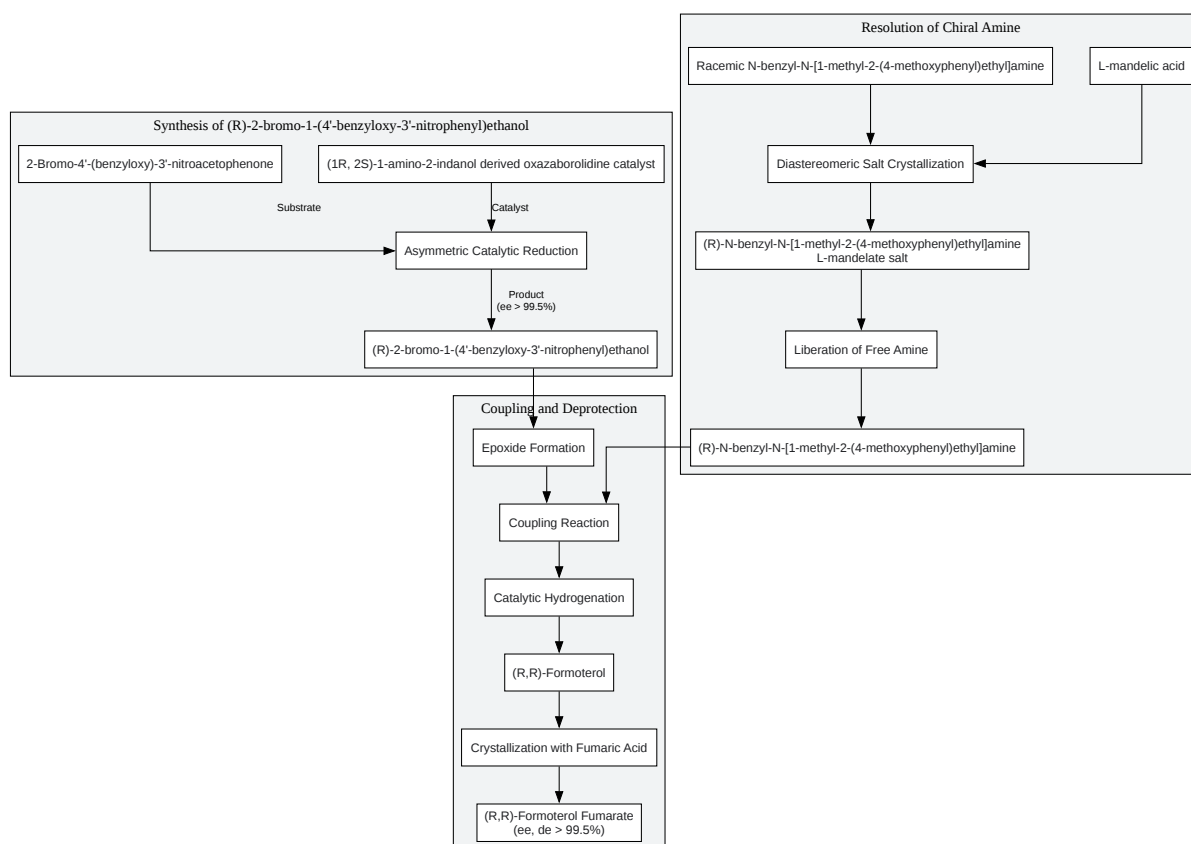 Resolution of Chiral Amine
Racemic N-benzyl-N-[1-methyl-2-(4-methoxyphenyl)ethyl]amine
L-mandelic acid
Diastereomeric Salt Crystallization
(R)-N-benzyl-N-[1-methyl-2-(4-methoxyphenyl)ethyl]amine
L-mandelate salt
Liberation of Free Amine
(R)-N-benzyl-N-[1-methyl-2-(4-methoxyphenyl)ethyl]amine
Synthesis of (R)-2-bromo-1-(4'-benzyloxy-3'-nitrophenyl)ethanol
2-Bromo-4'-(benzyloxy)-3'-nitroacetophenone
(1R, 2S)-1-amino-2-indanol derived oxazaborolidine catalyst
Substrate
Catalyst
Asymmetric Catalytic Reduction
Product
(ee > 99.5%)
(R)-2-bromo-1-(4'-benzyloxy-3'-nitrophenyl)ethanol
Coupling and Deprotection
Epoxide Formation
Coupling Reaction
Catalytic Hydrogenation
(R,R)-Formoterol
Crystallization with Fumaric Acid
(R,R)-Formoterol Fumarate
(ee, de > 99.5%)